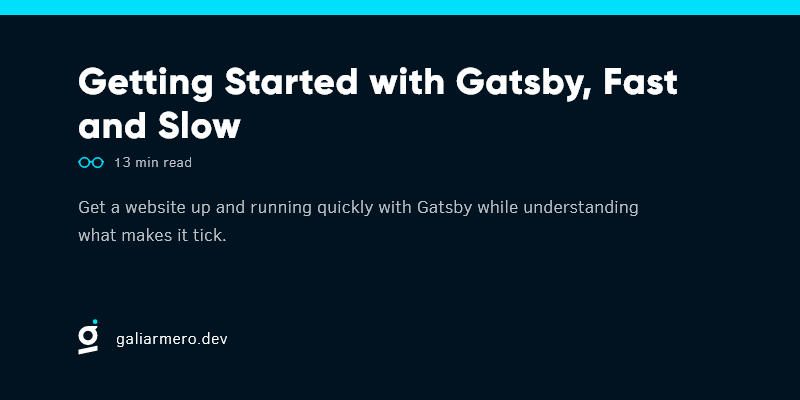 Getting Started with Gatsby, Fast
and Slow
13 min read
Get a website up and running quickly with Gatsby while understanding
what makes it tick.
galiarmero.dev